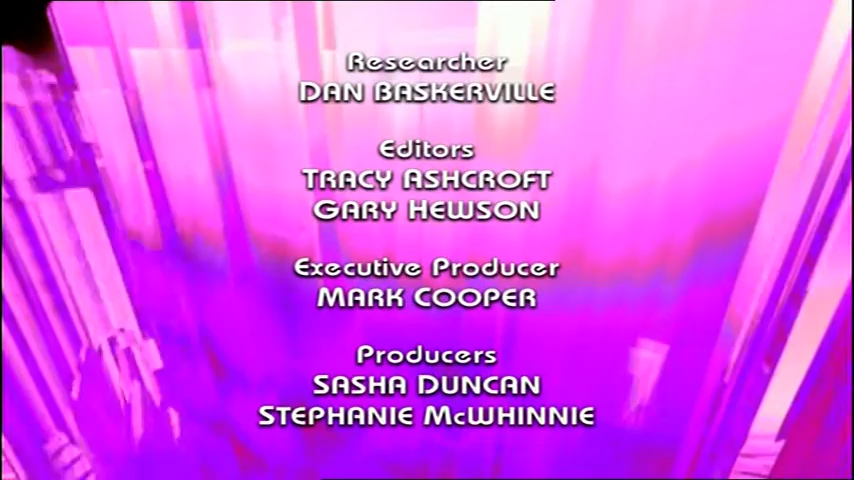 Researcher
DAN BASKERVILLE
Editors
TRACY ASHCROFT
GARY HEWSON
Executive Producer
MARK COOPER
Producers
SASHA DUNCAN
STEPHANIE McWHINNIE